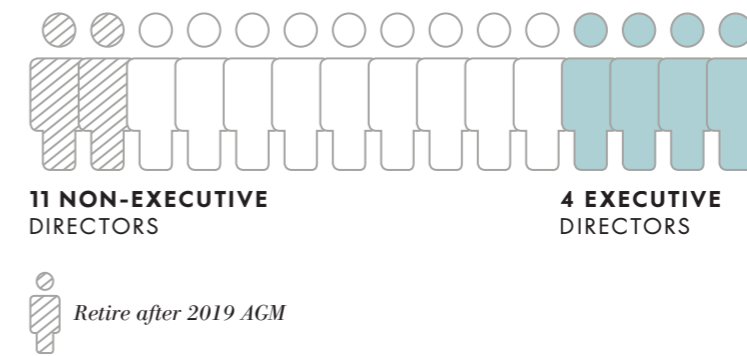 11 NON-EXECUTIVE
DIRECTORS
4 EXECUTIVE
DIRECTORS
Retire after 2019 AGM